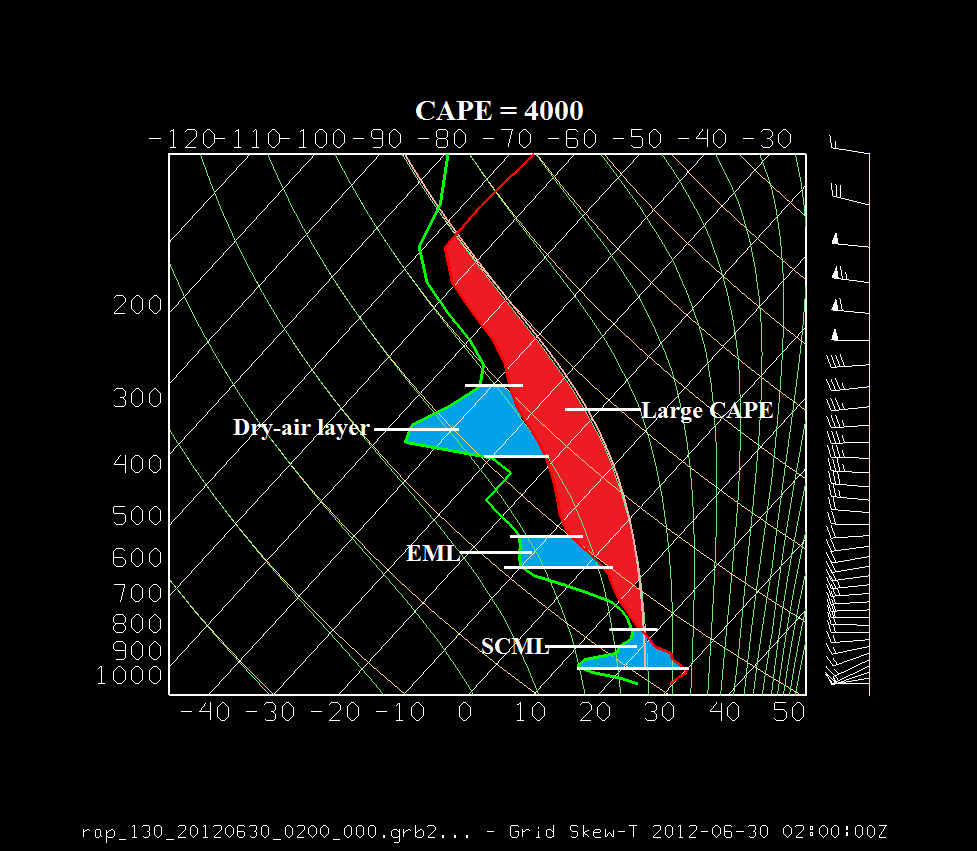 CAPE = 4000
-120 -110 -100 -90 -80 -70 -60 -50 -40 -30
200
300
Large CAPE
Dry-air layer
400
500
EML
600
700
800
SCML
900
1000
-40 -30 -20 -10 0 10 20 30 40 50
rap_130_20120630_0200_000.grb2... - Grid Skew-T 2012-06-30 02:00:00Z